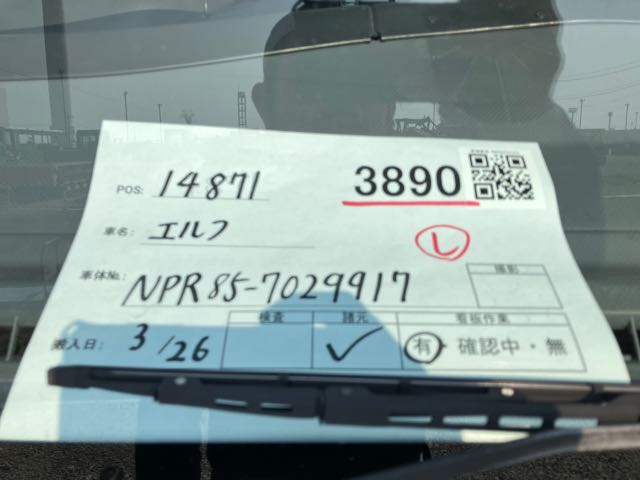 POS: 14871 3890
車名: エルフ L
車体No: NPR85-7029917 撮影
搬入日: 3/26 検査 諸元 看板作業
✓ 有・確認中・無